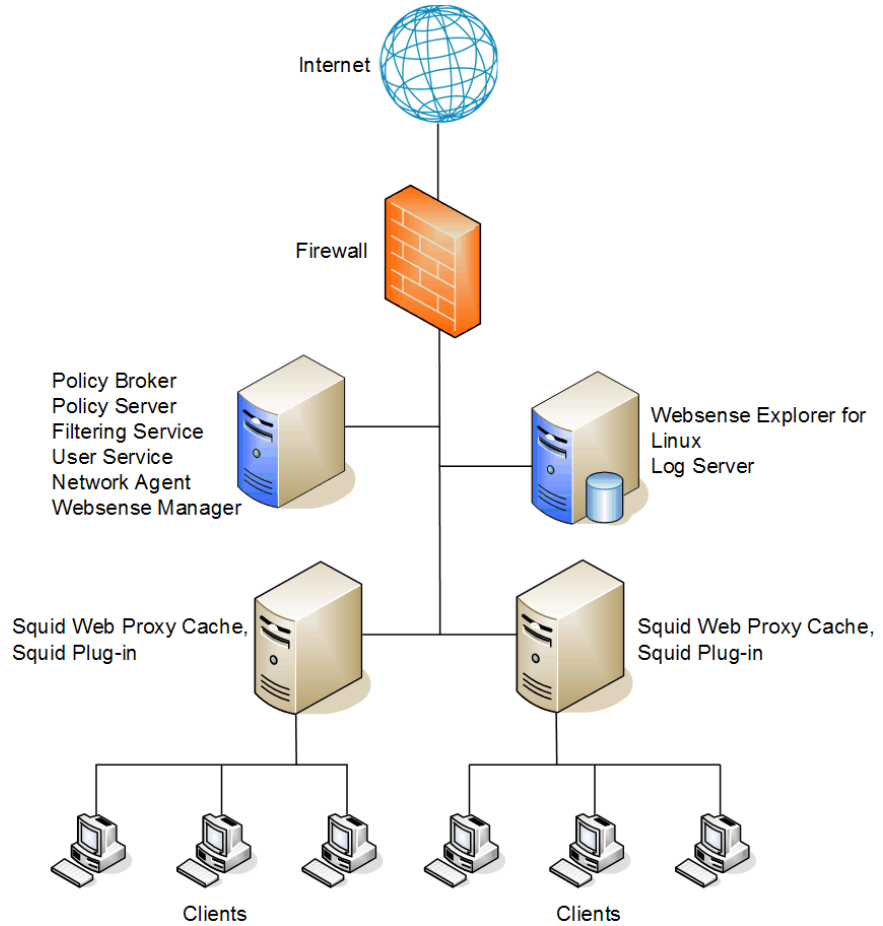 Internet
Firewall
Policy Broker
Policy Server
Filtering Service
User Service
Network Agent
Websense Manager
Websense Explorer for
Linux
Log Server
Squid Web Proxy Cache,
Squid Plug-in
Squid Web Proxy Cache,
Squid Plug-in
Clients
Clients